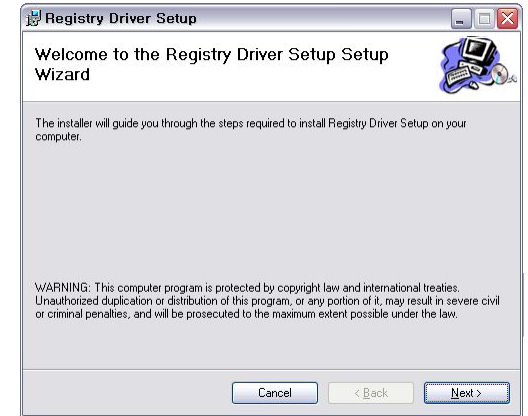 Registry Driver Setup
Welcome to the Registry Driver Setup Setup
Wizard
The installer will guide you through the steps required to install Registry Driver Setup on your
computer.
WARNING: This computer program is protected by copyright law and international treaties.
Unauthorized duplication or distribution of this program, or any portion of it, may result in severe civil
or criminal penalties, and will be prosecuted to the maximum extent possible under the law.
Cancel < Back Next >